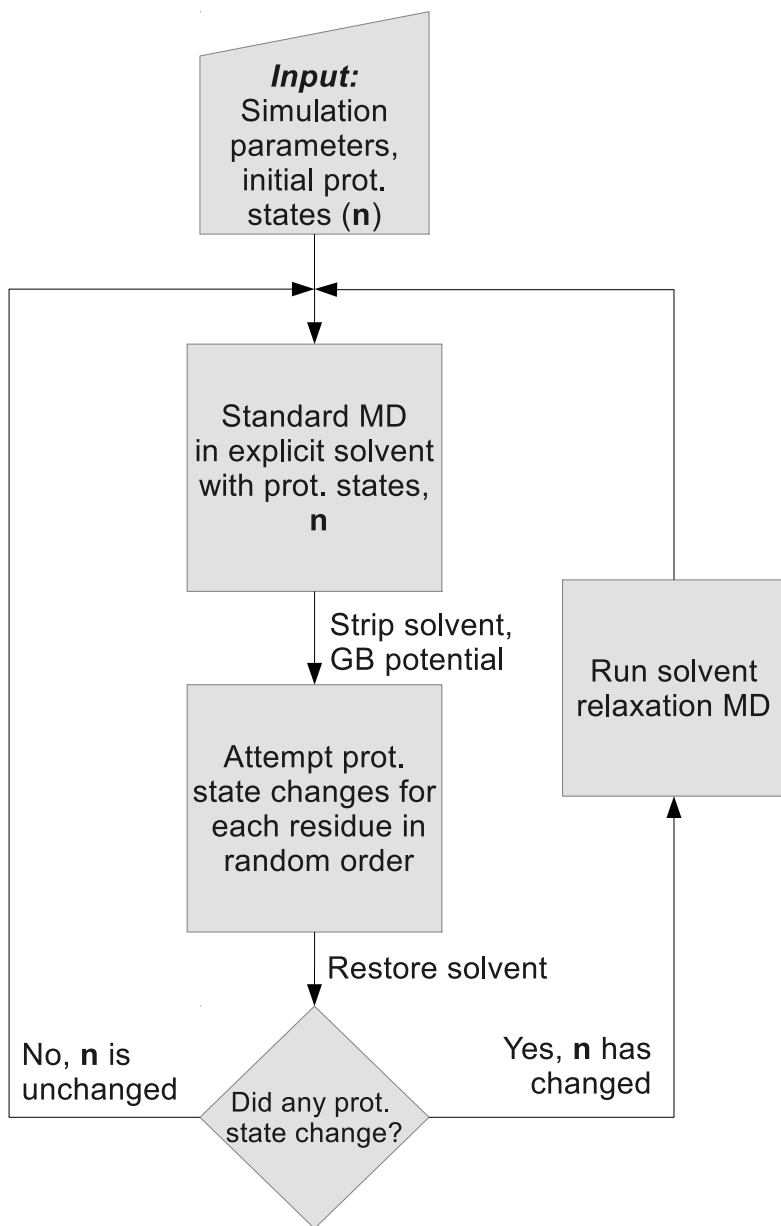 Input:
Simulation
parameters,
initial prot.
states (n)
Standard MD
in explicit solvent
with prot. states,
n
Strip solvent,
GB potential
Run solvent
relaxation MD
Attempt prot.
state changes for
each residue in
random order
Restore solvent
No, n is
unchanged
Yes, n has
changed
Did any prot.
state change?